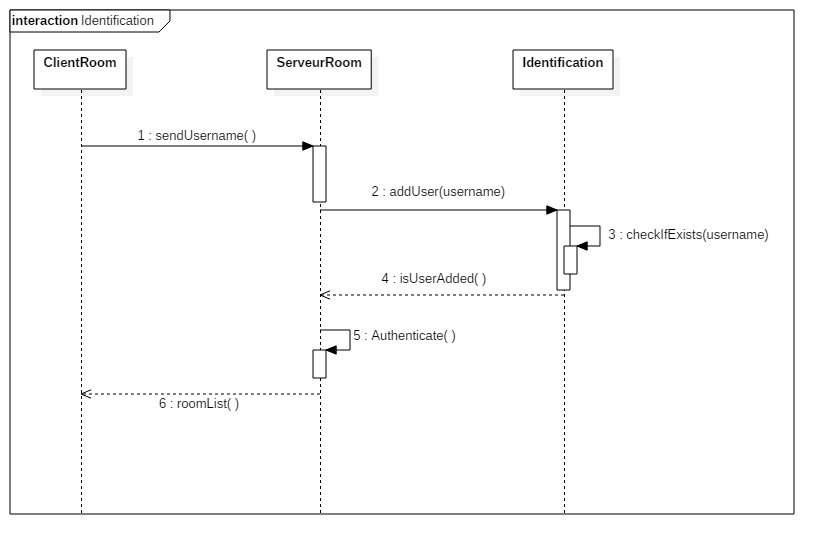 interaction Identification
ClientRoom
ServeurRoom
Identification
1 : sendUsername( )
2 : addUser(username)
3 : checkIfExists(username)
4 : isUserAdded( )
5 : Authenticate( )
6 : roomList( )